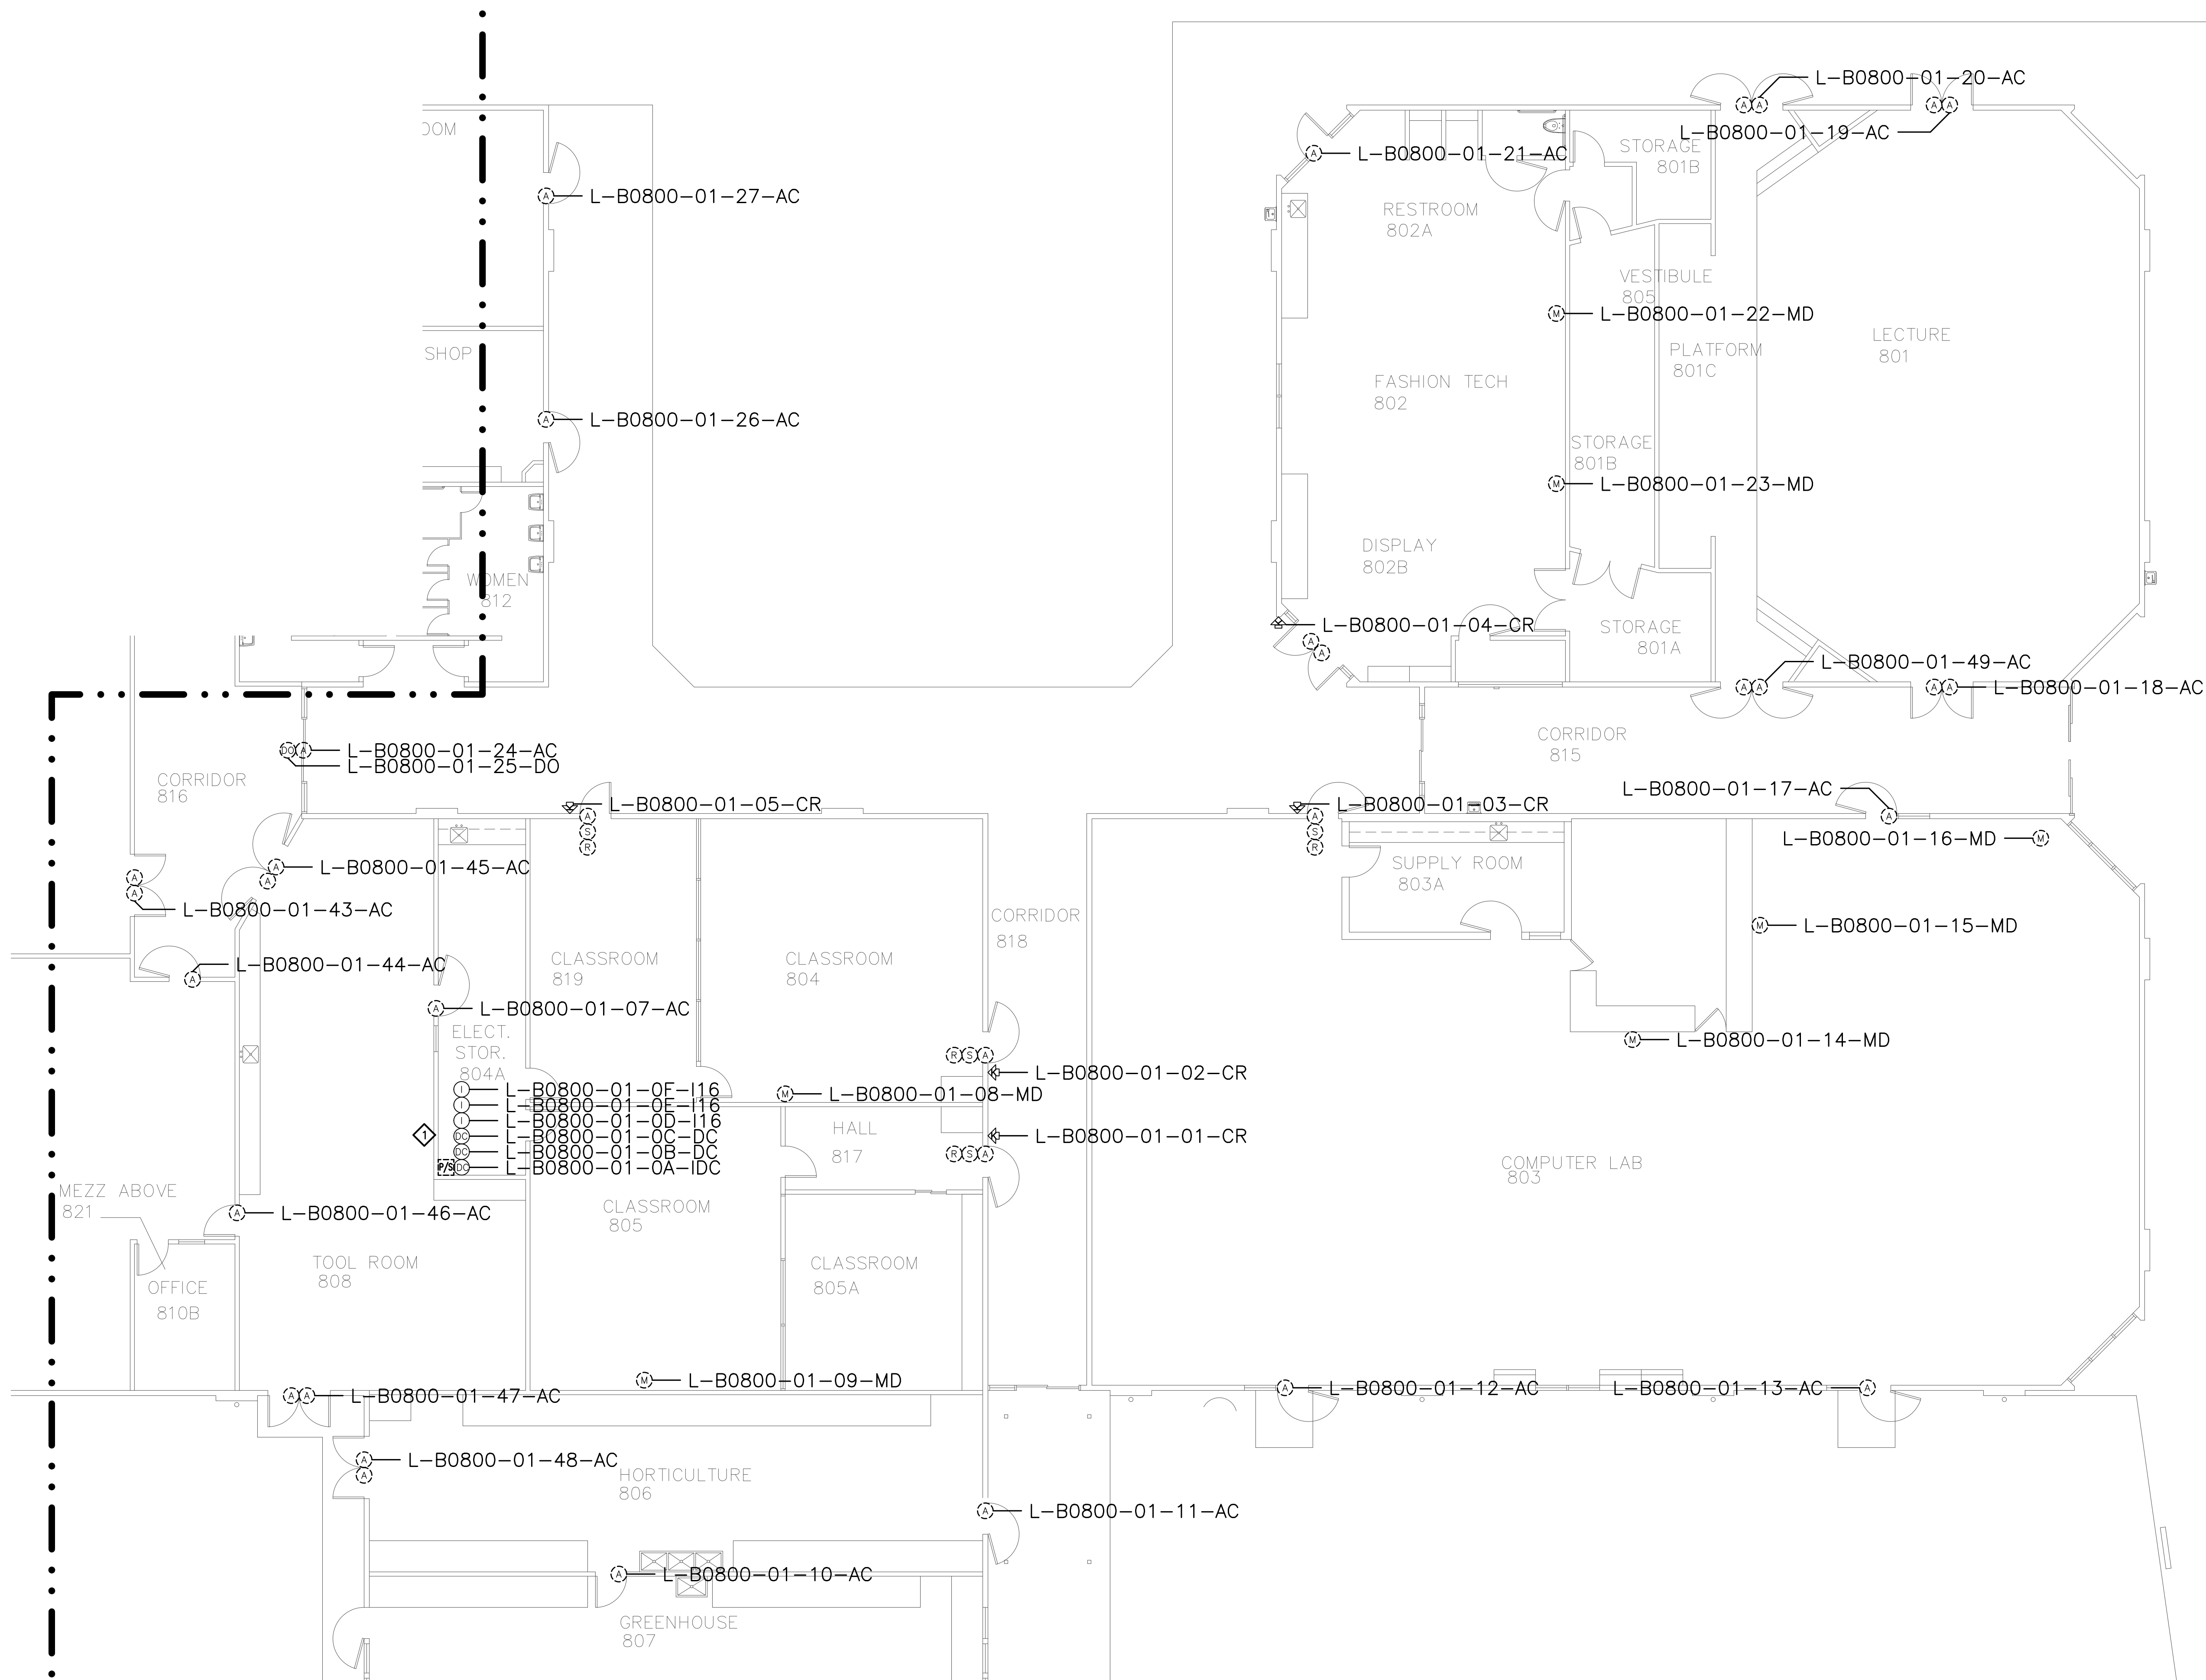 L-B0800-01-20-AC
A A
A A
L-B0800-01-19-AC
OOM
STORAGE
801B
A
L-B0800-01-21-AC
A
L-B0800-01-27-AC
RESTROOM
802A
VESTIBULE
805
M
L-B0800-01-22-MD
LECTURE
801
SHOP
PLATFORM
801C
FASHION TECH
802
A
L-B0800-01-26-AC
STORAGE
801B
M
L-B0800-01-23-MD
DISPLAY
802B
WOMEN
812
L-B0800-01-04-CR
A
A
STORAGE
801A
L-B0800-01-49-AC
A A
A A
L-B0800-01-18-AC
CORRIDOR
815
DO A
L-B0800-01-24-AC
L-B0800-01-25-DO
CORRIDOR
816
L-B0800-01-05-CR
A
S
R
L-B0800-01-03-CR
A
S
R
L-B0800-01-17-AC
A
L-B0800-01-16-MD
M
A
A
L-B0800-01-45-AC
SUPPLY ROOM
803A
A
A
L-B0800-01-43-AC
CORRIDOR
818
M
L-B0800-01-15-MD
L-B0800-01-44-AC
A
CLASSROOM
819
CLASSROOM
804
A
L-B0800-01-07-AC
ELECT.
STOR.
804A
M
L-B0800-01-14-MD
R S A
L-B0800-01-02-CR
I
L-B0800-01-0F-I16
I
L-B0800-01-0E-I16
I
L-B0800-01-0D-I16
1
DC
L-B0800-01-0C-DC
DC
L-B0800-01-0B-DC
P/S DC
L-B0800-01-0A-IDC
M
L-B0800-01-08-MD
HALL
817
L-B0800-01-01-CR
R S A
COMPUTER LAB
803
MEZZ ABOVE
821
A
L-B0800-01-46-AC
CLASSROOM
805
TOOL ROOM
808
CLASSROOM
805A
OFFICE
810B
M
L-B0800-01-09-MD
A A
L-B0800-01-47-AC
A
L-B0800-01-12-AC
L-B0800-01-13-AC
A
A
A
L-B0800-01-48-AC
HORTICULTURE
806
A
L-B0800-01-11-AC
A
L-B0800-01-10-AC
GREENHOUSE
807